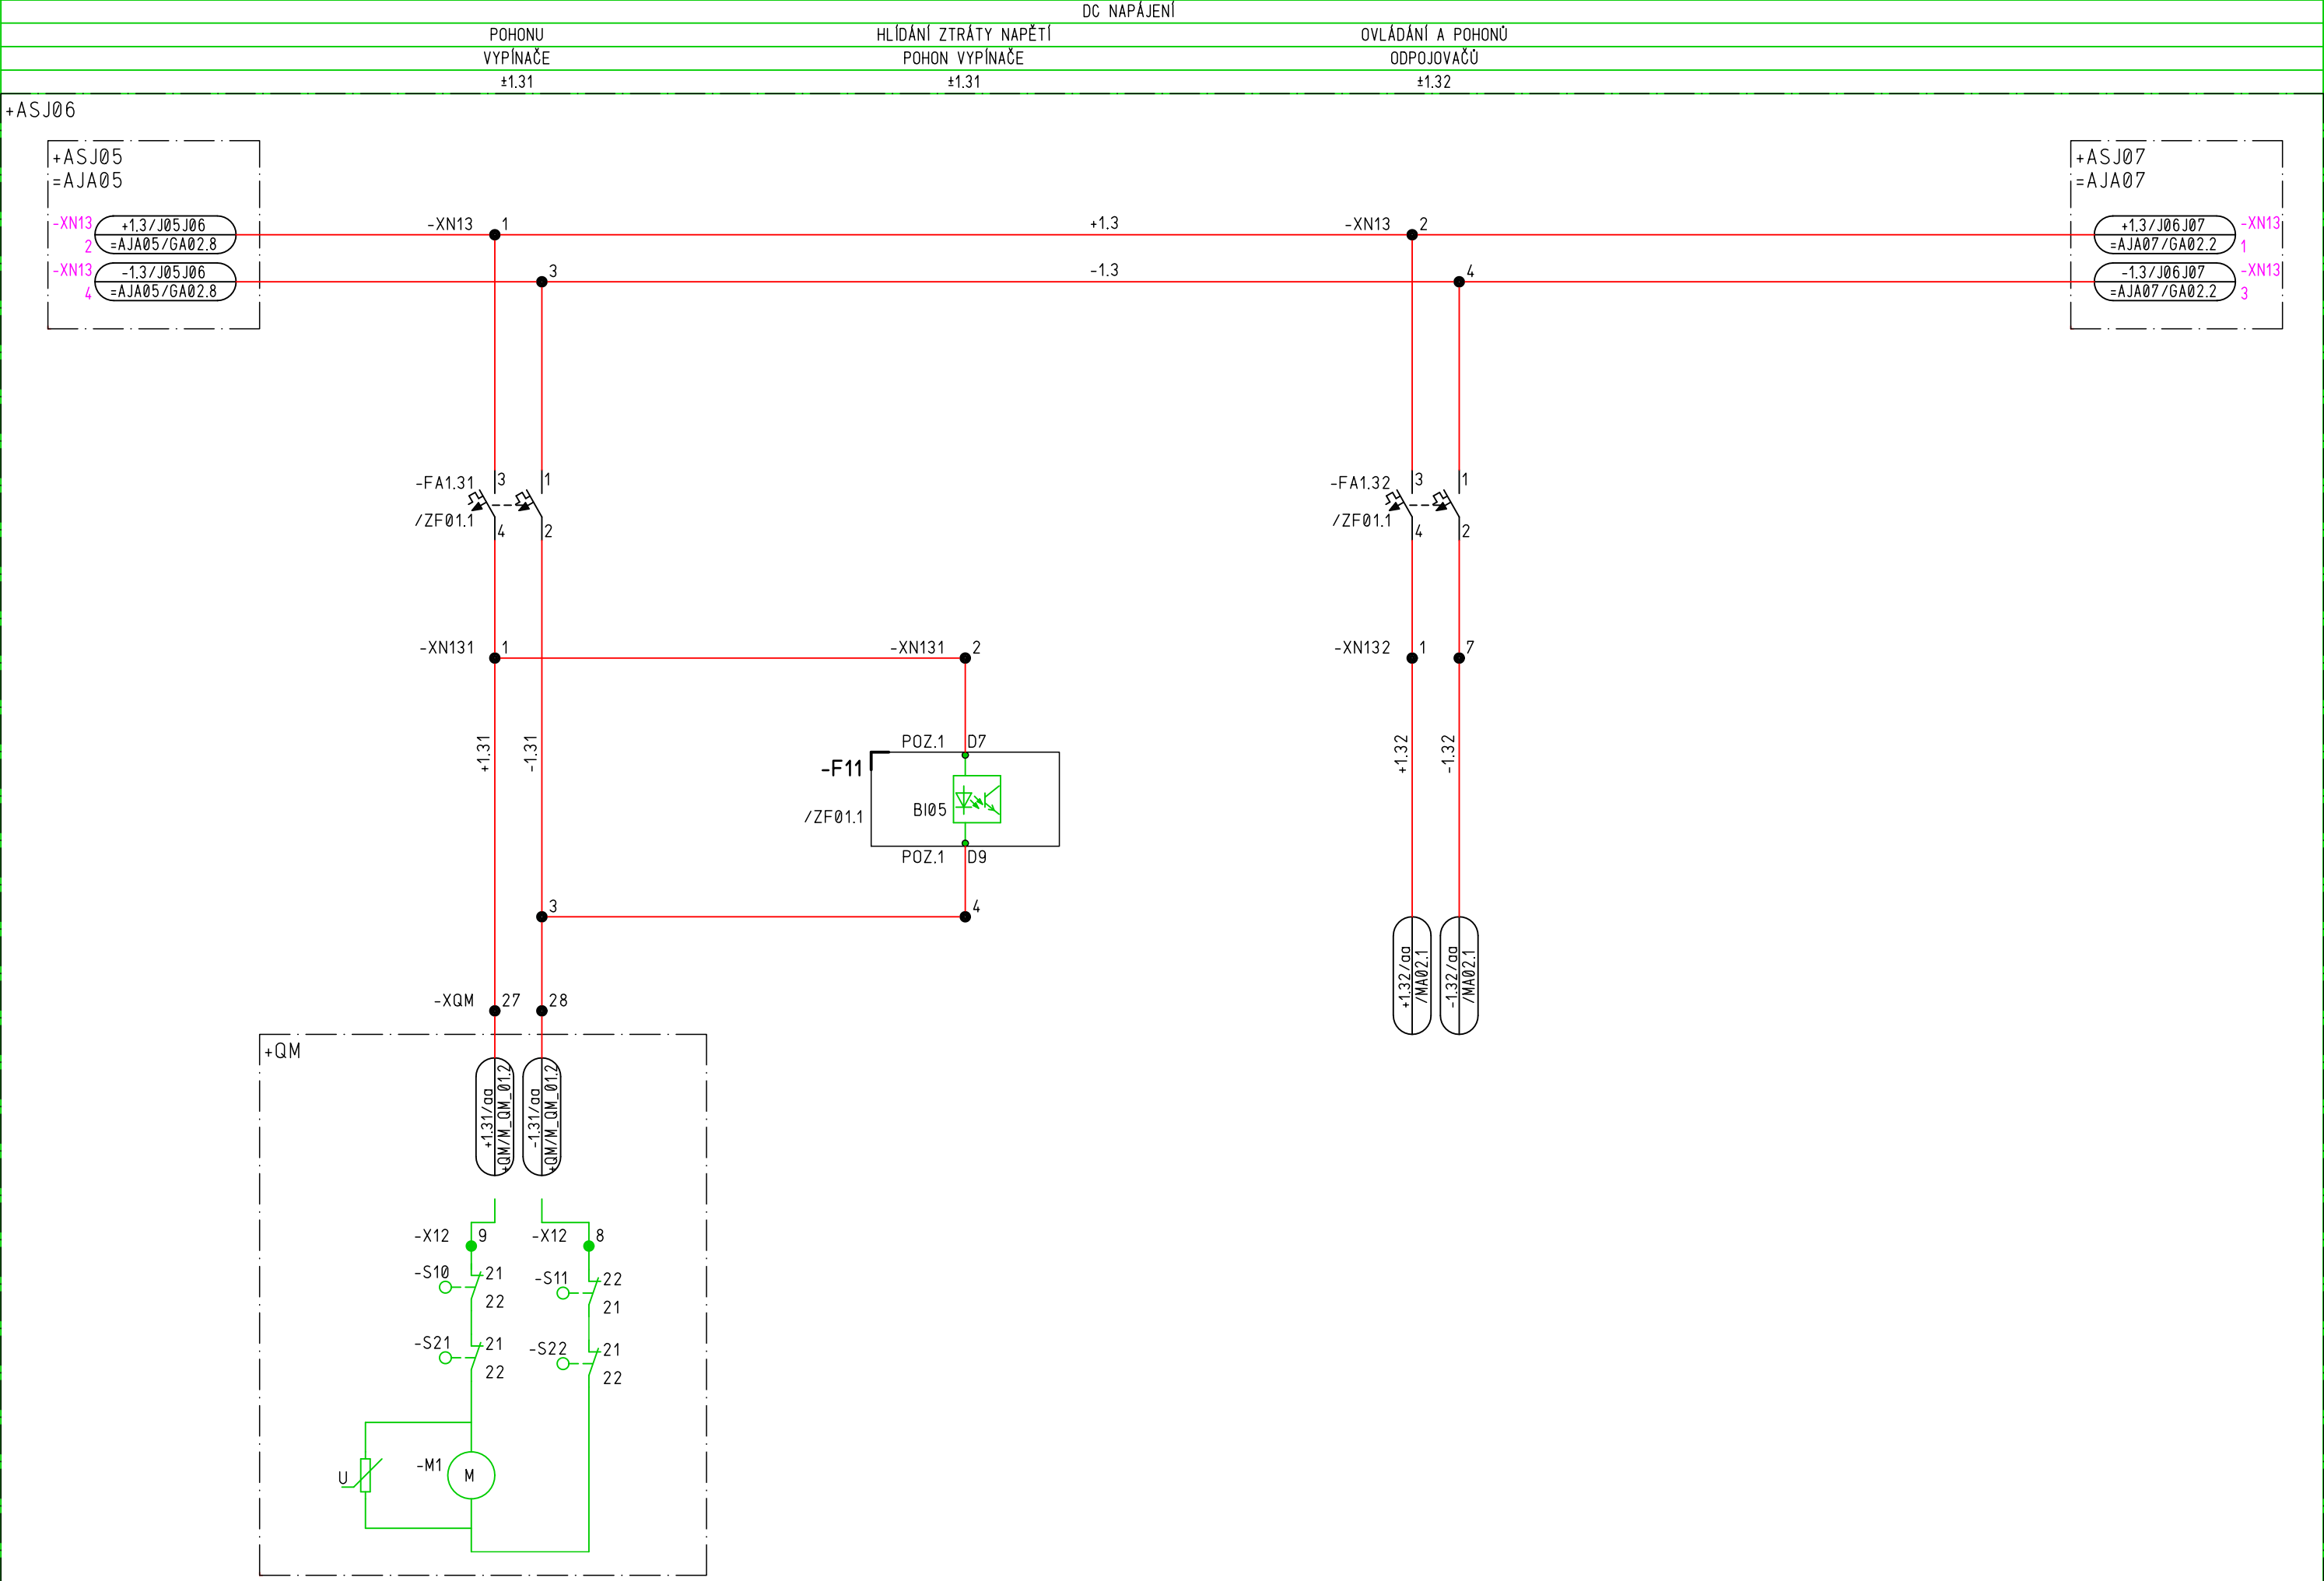 DC NAPÁJENÍ
POHONU
HLÍDÁNÍ ZTRÁTY NAPĚTÍ
OVLÁDÁNÍ A POHONŮ
VYPÍNAČE
POHON VYPÍNAČE
ODPOJOVAČŮ
±1.31
±1.31
±1.32
+ASJ06
+ASJ05
=AJA05
+ASJ07
=AJA07
-XN13
2
+1.3/J05J06
=AJA05/GA02.8
-XN13
4
-1.3/J05J06
=AJA05/GA02.8
-XN13
1
3
+1.3
-1.3
-XN13
2
4
+1.3/J06J07
=AJA07/GA02.2
-XN13
1
-1.3/J06J07
=AJA07/GA02.2
-XN13
3
-FA1.31
/ZF01.1
3
1
4
2
-FA1.32
/ZF01.1
3
1
4
2
-XN131
1
-XN131
2
-XN132
1
7
+1.31
-1.31
+1.32
-1.32
POZ.1
D7
-F11
BI05
/ZF01.1
POZ.1
D9
3
4
+1.32/aa
/MA02.1
-1.32/aa
/MA02.1
-XQM
27
28
+QM
+1.31/aa
+QM/M_QM_01.2
-1.31/aa
+QM/M_QM_01.2
-X12
9
-X12
8
-S10
21
22
-S11
22
21
-S21
21
22
-S22
21
22
U
-M1
M